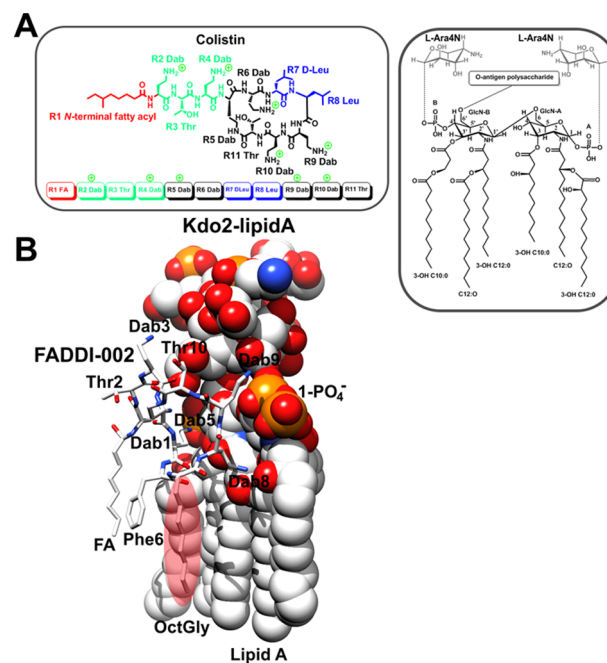 A
Colistin
R2 Dab
R4 Dab
NH2
NH2
R6 Dab
R7 D-Leu
R8 Leu
R1 N-terminal fatty acyl
R3 Thr
R5 Dab
R11 Thr
R9 Dab
R10 Dab
R1 FA R2 Dab R3 Thr R4 Dab R5 Dab R6 Dab R7 DLeu R8 Leu R9 Dab R10 Dab R11 Thr
L-Ara4N L-Ara4N
O-antigen polysaccharide
B GlcN-B GlcN-A A
3-OH C10:0
3-OH C12:0
C12:O
3-OH C10:0
C12:O
3-OH C12:0
Kdo2-lipidA
B
Dab3
FADDI-002
Thr10
Dab9
Thr2
1-PO4-
Dab1
Dab5
Dab8
FA
Phe6
OctGly
Lipid A